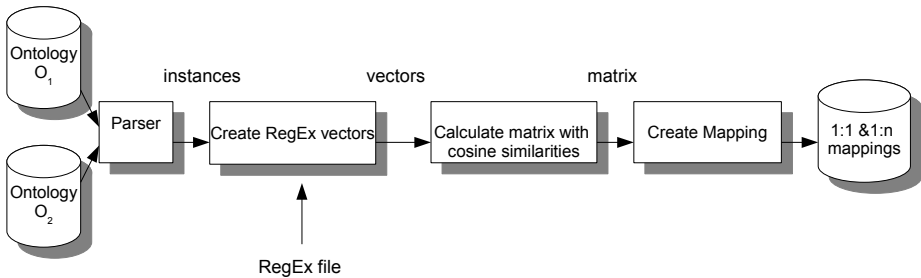 Ontology
O1
instances
vectors
matrix
Parser
Create RegEx vectors
Calculate matrix with
cosine similarities
Create Mapping
1:1 &1:n
mappings
Ontology
O2
RegEx file